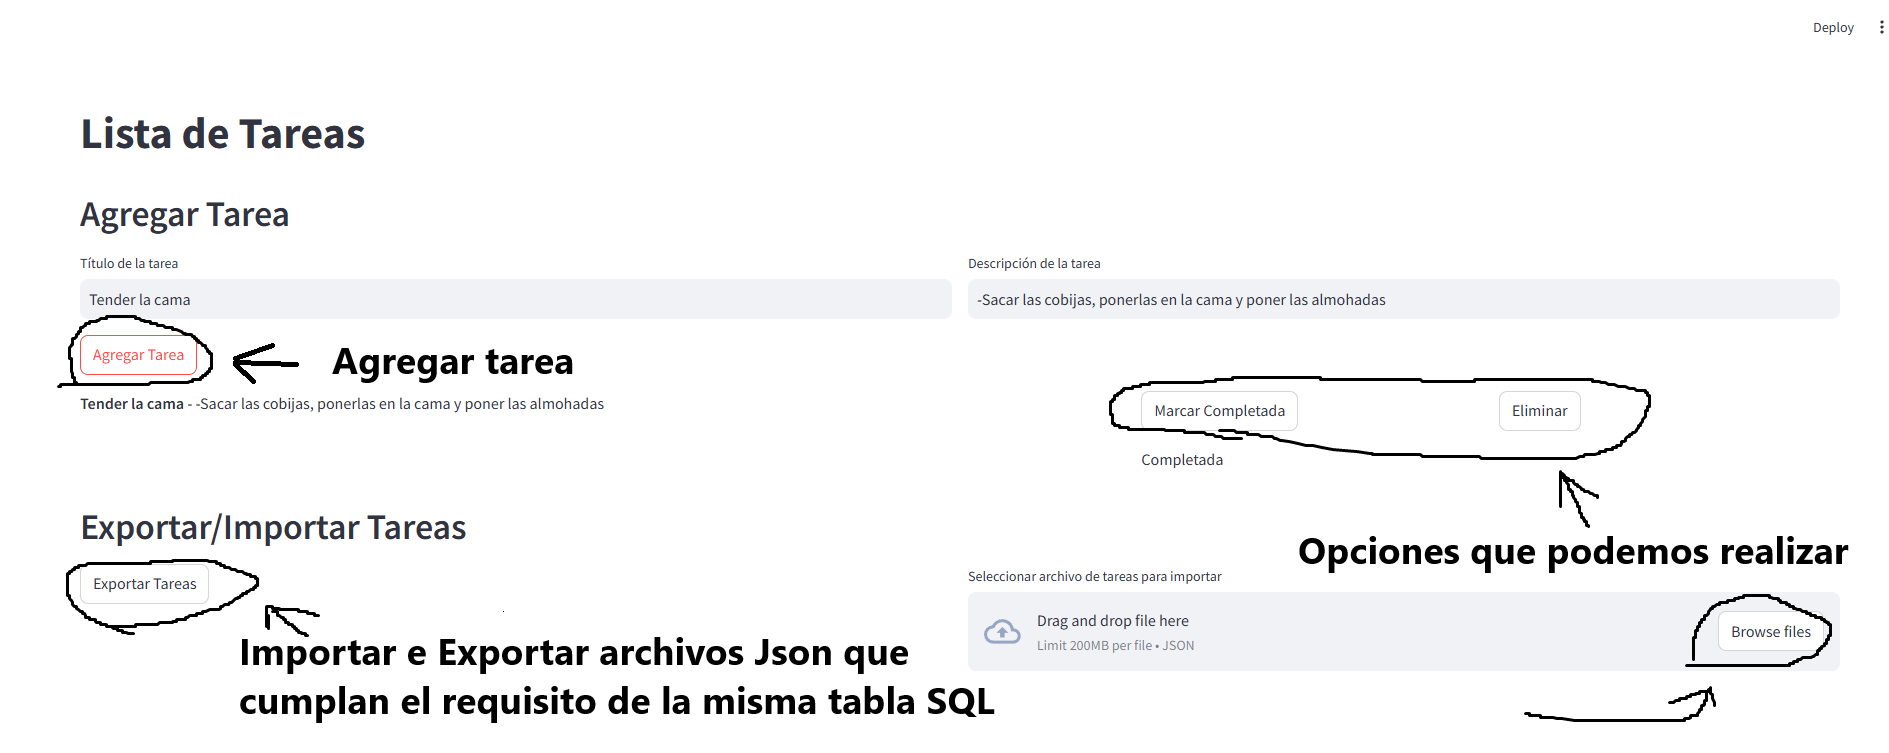 Deploy
Lista de Tareas
Agregar Tarea
Título de la tarea
Descripción de la tarea
Tender la cama
-Sacar las cobijas, ponerlas en la cama y poner las almohadas
Agregar Tarea
Agregar tarea
Tender la cama - -Sacar las cobijas, ponerlas en la cama y poner las almohadas
Marcar Completada
Eliminar
Completada
Opciones que podemos realizar
Exportar/Importar Tareas
Exportar Tareas
Importar e Exportar archivos Json que
cumplan el requisito de la misma tabla SQL
Seleccionar archivo de tareas para importar
Drag and drop file here
Limit 200MB per file • JSON
Browse files